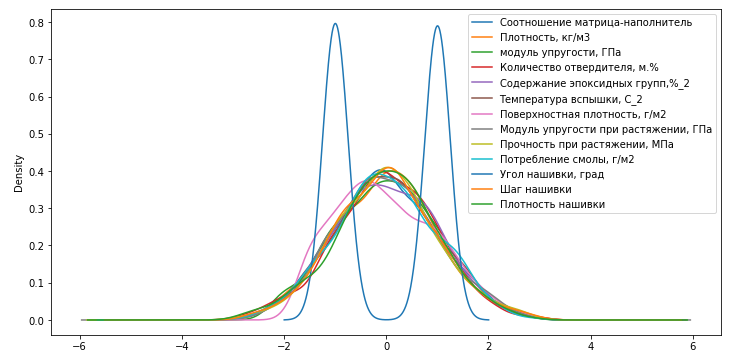 0.8
0.7
0.6
0.5
0.4
0.3
0.2
0.1
0.0
Density
−6
−4
−2
0
2
4
6
Соотношение матрица-наполнитель
Плотность, кг/м3
модуль упругости, ГПа
Количество отвердителя, м.%
Содержание эпоксидных групп,%_2
Температура вспышки, С_2
Поверхностная плотность, г/м2
Модуль упругости при растяжении, ГПа
Прочность при растяжении, МПа
Потребление смолы, г/м2
Угол нашивки, град
Шаг нашивки
Плотность нашивки